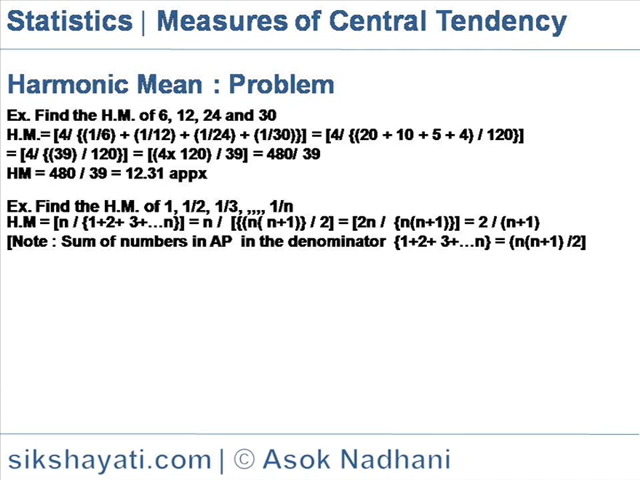 Statistics | Measures of Central Tendency
Harmonic Mean : Problem
Ex. Find the H.M. of 6, 12, 24 and 30
H.M.= [4/ {(1/6) + (1/12) + (1/24) + (1/30)}] = [4/ {(20 + 10 + 5 + 4) / 120}]
= [4/ {(39) / 120}] = [(4x 120) / 39] = 480/ 39
HM = 480 / 39 = 12.31 appx
Ex. Find the H.M. of 1, 1/2, 1/3, ,,,, 1/n
H.M = [n / {1+2+ 3+...n}] = n / [{(n( n+1)} / 2] = [2n / {n(n+1)}] = 2 / (n+1)
[Note : Sum of numbers in AP in the denominator {1+2+ 3+...n} = (n(n+1) /2]
sikshayati.com | © Asok Nadhani